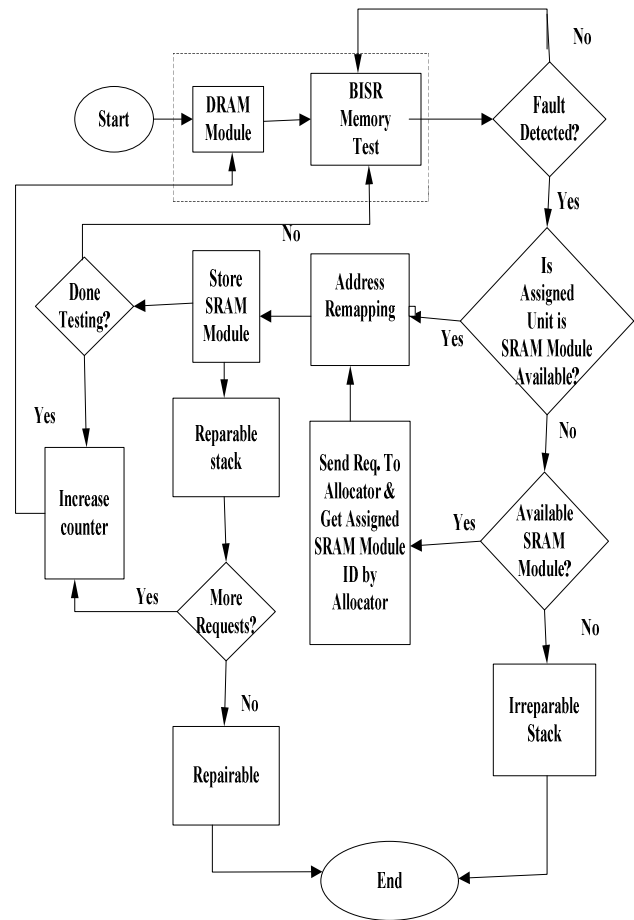 No
Start
DRAM
Module
BISR
Memory
Test
Fault
Detected?
Yes
No
Done
Testing?
Store
SRAM
Module
Address
Remapping
Yes
Is
Assigned
Unit is
SRAM Module
Available?
Yes
No
Increase
counter
Reparable
stack
Send Req. To
Allocator &
Get Assigned
SRAM Module
ID by
Allocator
Yes
Available
SRAM
Module?
Yes
More
Requests?
No
No
Repairable
Irreparable
Stack
End